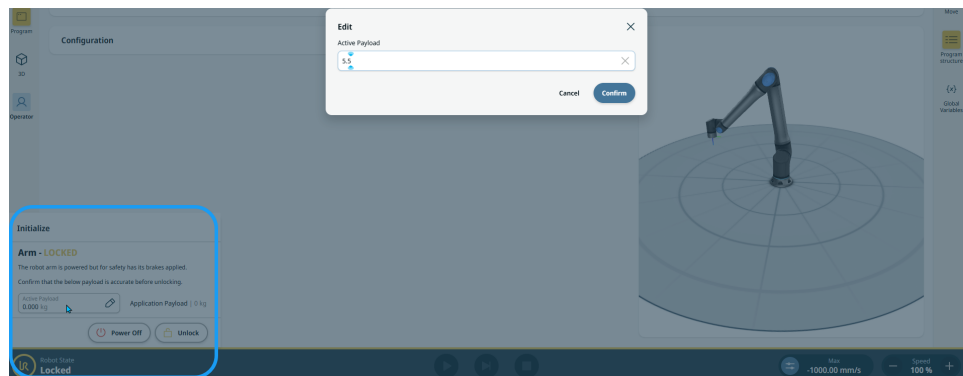 Program
3D
Operator
Configuration
Edit
Active Payload
5.5
Cancel
Confirm
Move
Program
structure
{x}
Global
Variables
Initialize
Arm - LOCKED
The robot arm is powered but for safety has its brakes applied.
Confirm that the below payload is accurate before unlocking.
Active Payload
0.000 kg
Application Payload | 0 kg
Power Off
Unlock
UR
Robot State
Locked
Max
-1000.00 mm/s
Speed
100 %